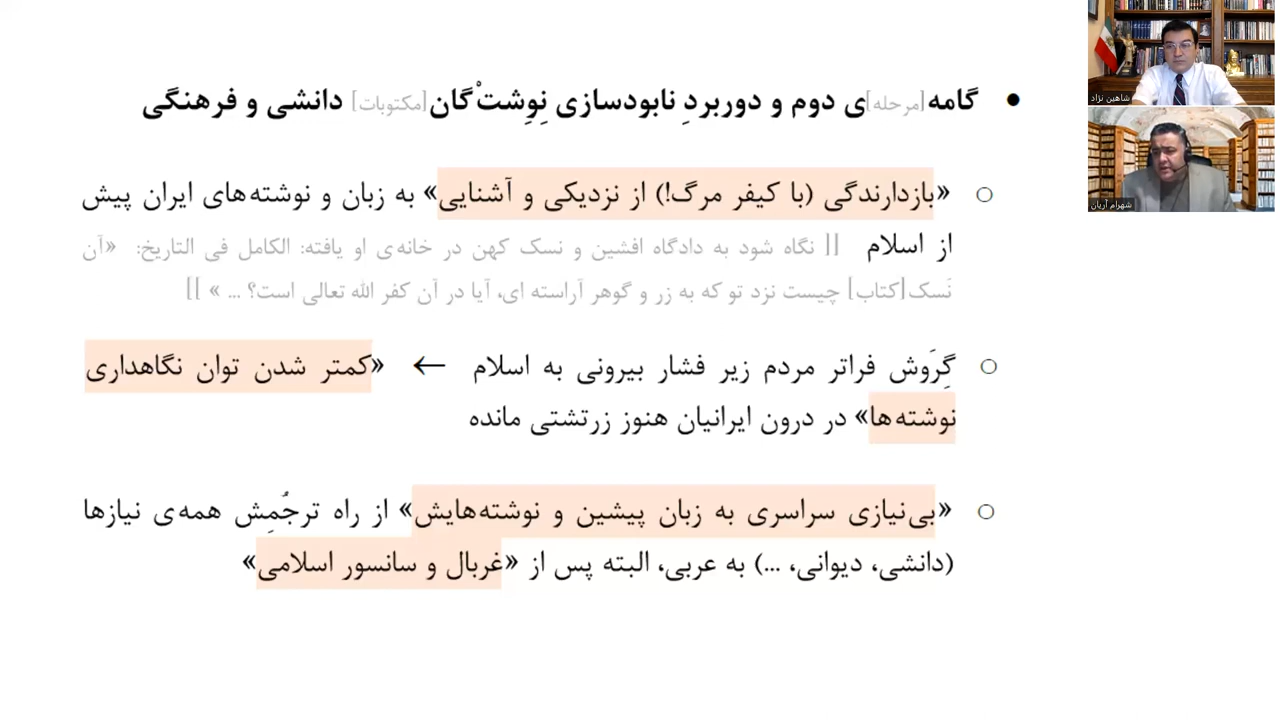 • گامه[مرحله]ی دوم و دوربردِ نابودسازی نِوِشتْگان[مکتوبات] دانشی و فرهنگی
○ «بازدارندگی (با کیفر مرگ!) از نزدیکی و آشنایی» به زبان و نوشته‌های ایران پیش
از اسلام [[ نگاه شود به دادگاه افشین و نسک کهن در خانه‌ی او یافته: الکامل فی التاریخ: «آن
نَسک[کتاب] چیست نزد تو که به زر و گوهر آراسته ای، آیا در آن کفر الله تعالی است؟ ... » ]]
○ گِرَوش فراتر مردم زیر فشار بیرونی به اسلام ← «کمتر شدن توان نگاهداری
نوشته‌ها» در درون ایرانیان هنوز زرتشتی مانده
○ «بی‌نیازی سراسری به زبان پیشین و نوشته‌هایش» از راه ترجُمِش همه‌ی نیازها
(دانشی، دیوانی، ...) به عربی، البته پس از «غربال و سانسور اسلامی»
شاهین نژاد
شهرام آریان